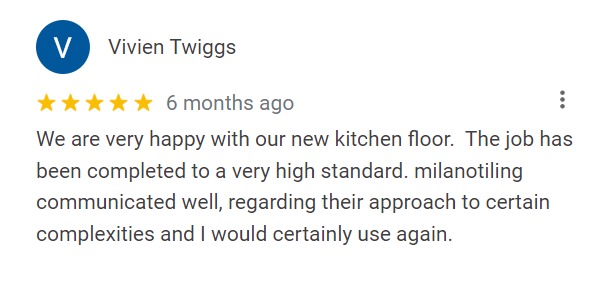 V
Vivien Twiggs
6 months ago
We are very happy with our new kitchen floor.  The job has
been completed to a very high standard. milanotiling
communicated well, regarding their approach to certain
complexities and I would certainly use again.